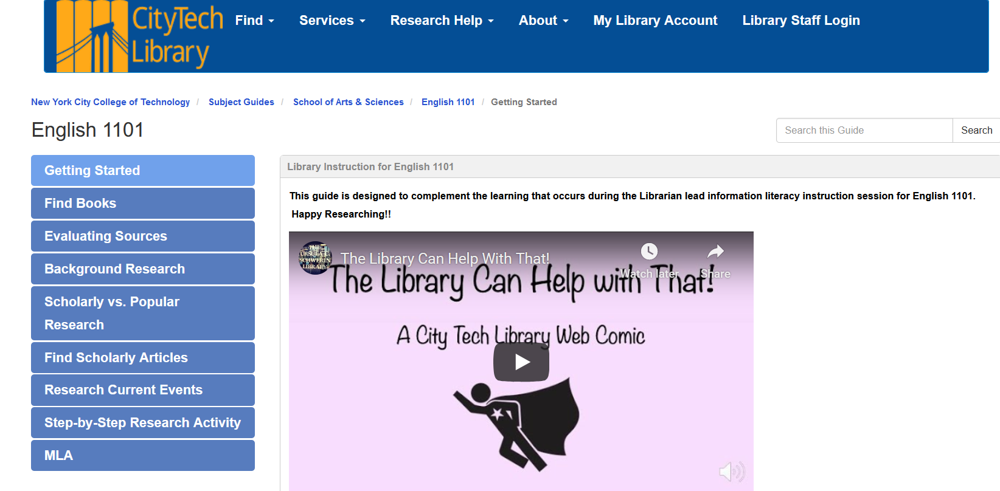 CityTech
Library
Find
Services
Research Help
About
My Library Account
Library Staff Login
New York City College of Technology / Subject Guides / School of Arts & Sciences / English 1101 / Getting Started
English 1101
Search this Guide
Search
Getting Started
Find Books
Evaluating Sources
Background Research
Scholarly vs. Popular
Research
Find Scholarly Articles
Research Current Events
Step-by-Step Research Activity
MLA
Library Instruction for English 1101
This guide is designed to complement the learning that occurs during the Librarian lead information literacy instruction session for English 1101.
Happy Researching!!
THE
URSULA C.
SCHWERIN
LIBRARY
The Library Can Help With That!
Watch later
Share
The Library Can Help with That!
A City Tech Library Web Comic